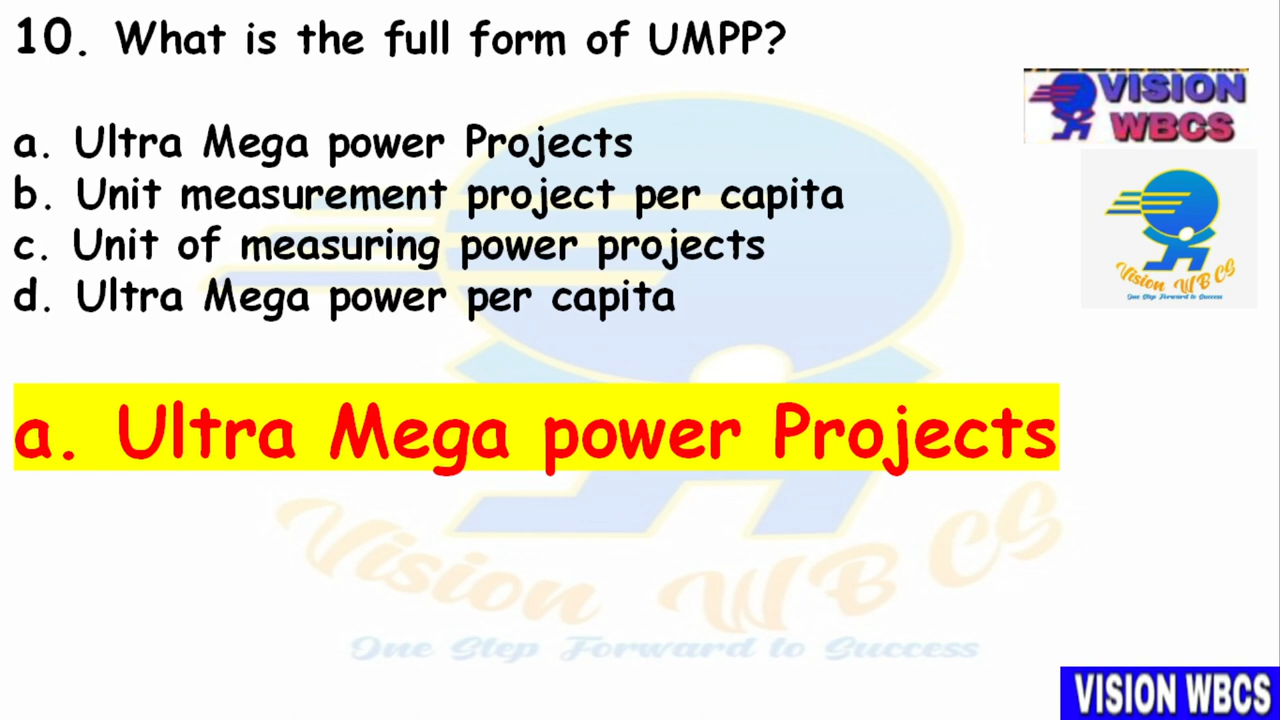 10. What is the full form of UMPP?
VISION
WBCS
a. Ultra Mega power Projects
b. Unit measurement project per capita
c. Unit of measuring power projects
d. Ultra Mega power per capita
Vision WBCS
One Step Forward to Success
a. Ultra Mega power Projects
Vision WBCS
One Step Forward to Success
VISION WBCS